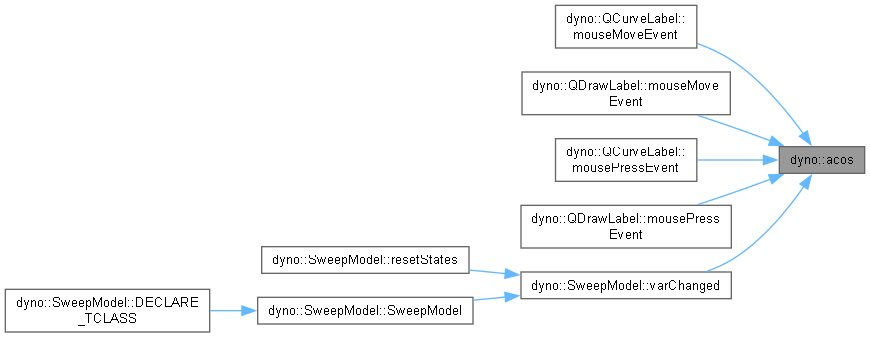 dyno::QCurveLabel::
mouseMoveEvent
dyno::QDrawLabel::mouseMove
Event
dyno::QCurveLabel::
mousePressEvent
dyno::acos
dyno::QDrawLabel::mousePress
Event
dyno::SweepModel::resetStates
dyno::SweepModel::varChanged
dyno::SweepModel::DECLARE
_TCLASS
dyno::SweepModel::SweepModel